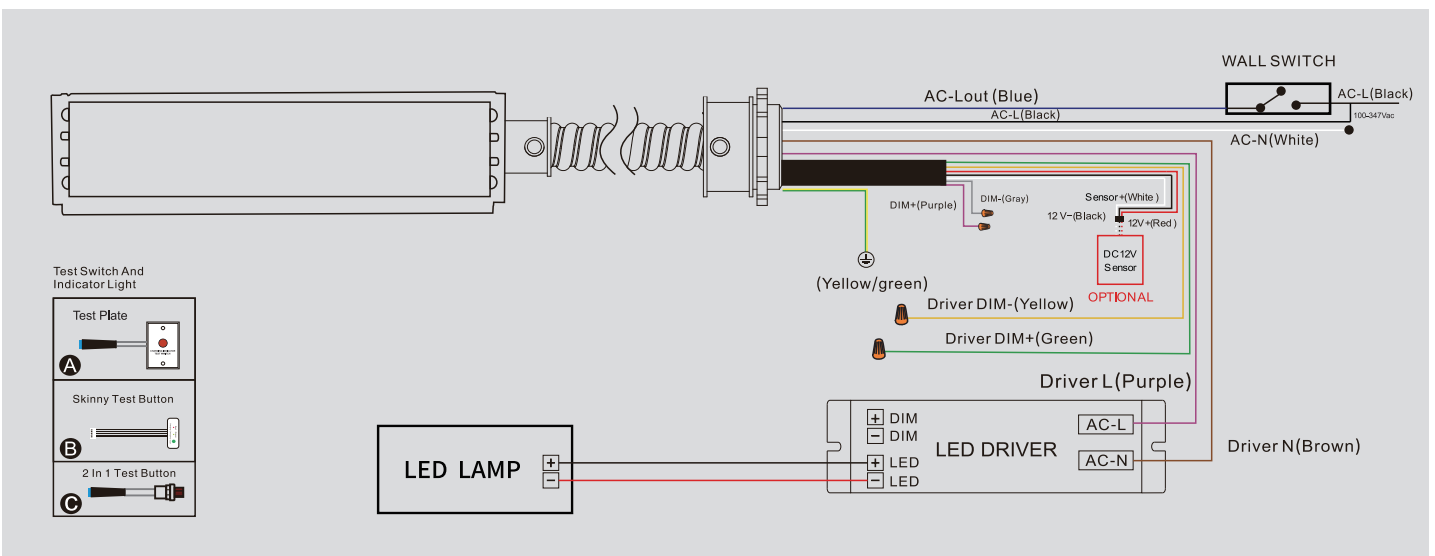 WALL SWITCH
AC-Lout (Blue)
AC-L(Black)
AC-L(Black)
100-347Vac
AC-N(White)
DIM+(Purple)
DIM-(Gray)
Sensor+(White )
12 V-(Black)
12V+(Red )
DC12V
Sensor
OPTIONAL
(Yellow/green)
Driver DIM-(Yellow)
Driver DIM+(Green)
Driver L(Purple)
Driver N(Brown)
Test Switch And
Indicator Light
Test Plate
A
Skinny Test Button
B
2 In 1 Test Button
C
LED LAMP
+
-
+ DIM
- DIM
+ LED
- LED
LED DRIVER
AC-L
AC-N